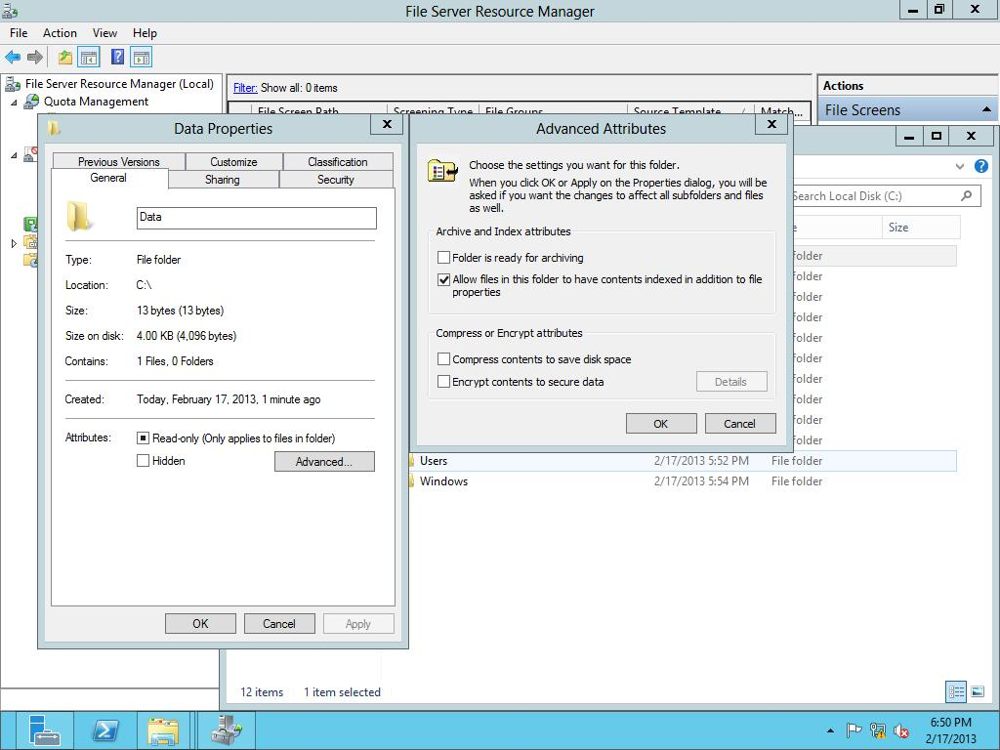 File Server Resource Manager
File Action View Help
File Server Resource Manager (Local)
Quota Management
Filter: Show all: 0 items
File Screen Path Screening Type File Groups Source Template Match...
Actions
File Screens
Data Properties
Previous Versions Customize Classification
General Sharing Security
Data
Type: File folder
Location: C:\
Size: 13 bytes (13 bytes)
Size on disk: 4.00 KB (4,096 bytes)
Contains: 1 Files, 0 Folders
Created: Today, February 17, 2013, 1 minute ago
Attributes: Read-only (Only applies to files in folder)
Hidden
Advanced...
OK Cancel Apply
Advanced Attributes
Choose the settings you want for this folder.
When you click OK or Apply on the Properties dialog, you will be
asked if you want the changes to affect all subfolders and files
as well.
Archive and Index attributes
Folder is ready for archiving
Allow files in this folder to have contents indexed in addition to file
properties
Compress or Encrypt attributes
Compress contents to save disk space
Encrypt contents to secure data
Details
OK Cancel
Search Local Disk (C:)
e Size
folder
folder
folder
folder
folder
folder
folder
folder
folder
folder
Users 2/17/2013 5:52 PM File folder
Windows 2/17/2013 5:54 PM File folder
12 items 1 item selected
6:50 PM
2/17/2013